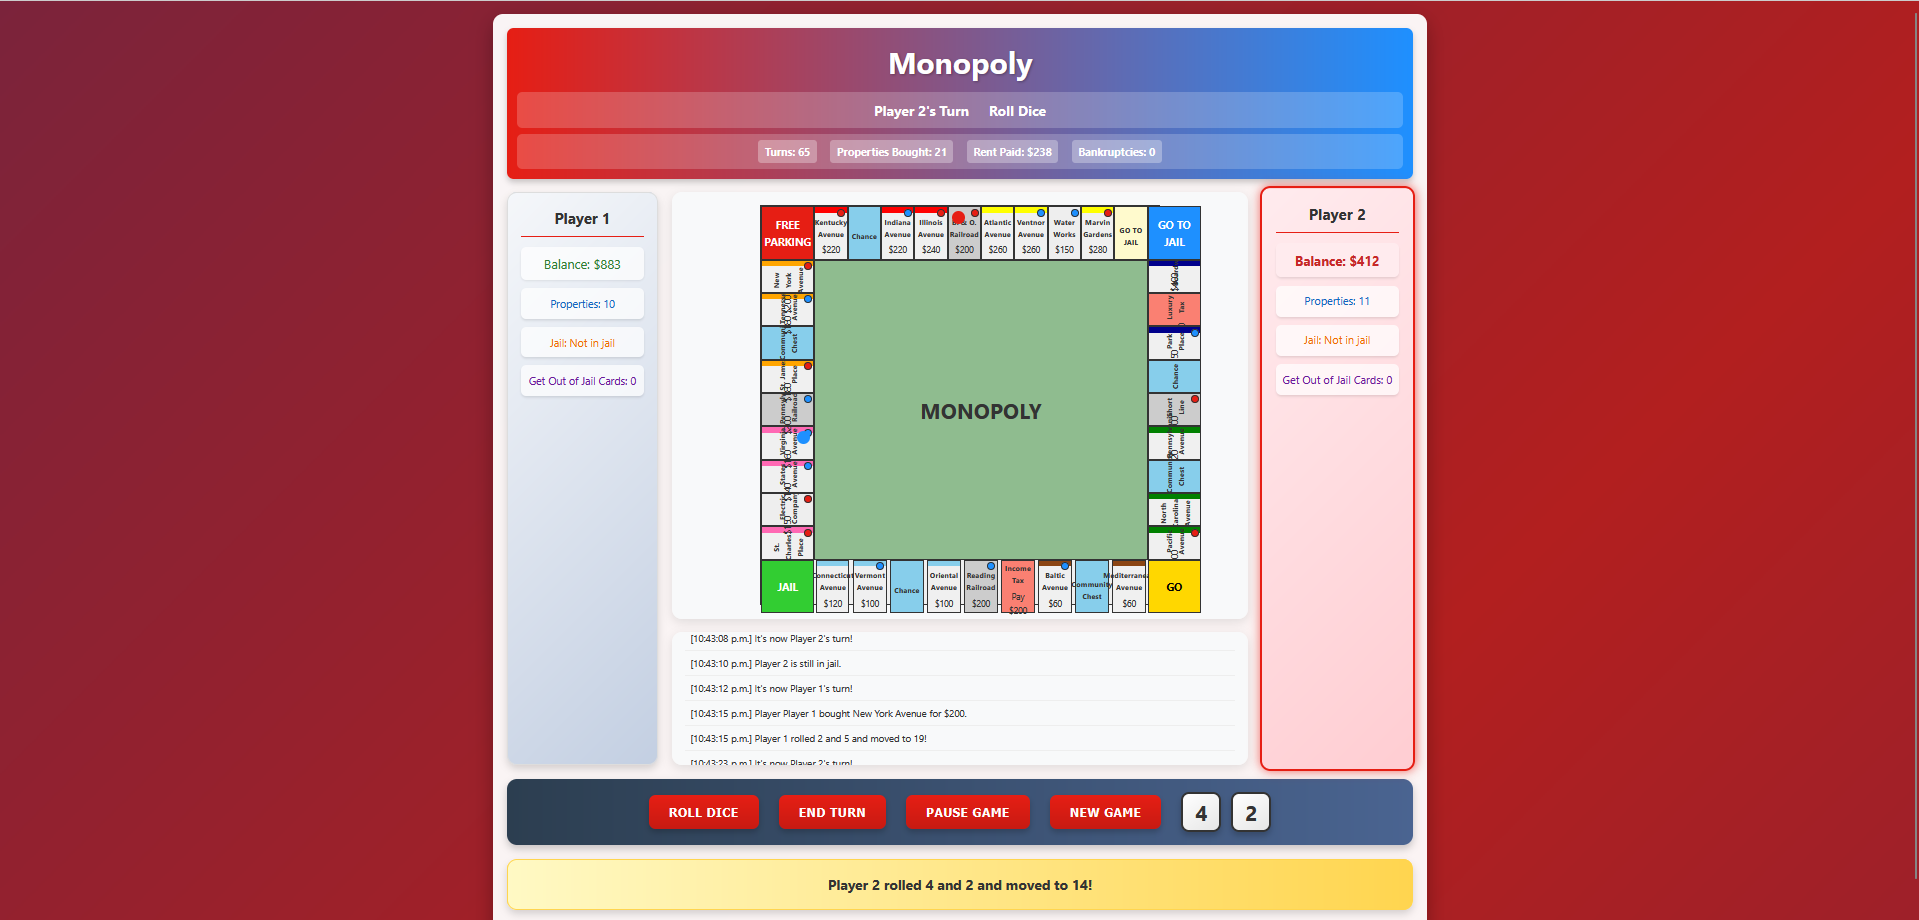 Monopoly
Player 2's Turn Roll Dice
Turns: 65 Properties Bought: 21 Rent Paid: $238 Bankruptcies: 0
Player 1
Balance: $883
Properties: 10
Jail: Not in jail
Get Out of Jail Cards: 0
FREE
PARKING
Kentucky
Avenue
$220
Chance
Indiana
Avenue
$220
Illinois
Avenue
$240
O.
Railroad
$200
Atlantic
Avenue
$260
Ventnor
Avenue
$260
Water
Works
$150
Marvin
Gardens
$280
GO TO
JAIL
GO TO
JAIL
New
York
Avenue
$200
Avenue
Chest
St. James
Place
Railroad
Virginia
Avenue
States
Avenue
Electric
St.
Charles
Place
MONOPOLY
Luxury
Tax
Park
Place
Chance
Short
Line
Avenue
Chest
North
Carolina
Avenue
Pacific
Avenue
JAIL
Connecticut
Avenue
$120
Vermont
Avenue
$100
Chance
Oriental
Avenue
$100
Reading
Railroad
$200
Income
Tax
Pay
$200
Baltic
Avenue
$60
Community
Chest
Avenue
$60
GO
Player 2
Balance: $412
Properties: 11
Jail: Not in jail
Get Out of Jail Cards: 0
[10:43:08 p.m.] It's now Player 2's turn!
[10:43:10 p.m.] Player 2 is still in jail.
[10:43:12 p.m.] It's now Player 1's turn!
[10:43:15 p.m.] Player Player 1 bought New York Avenue for $200.
[10:43:15 p.m.] Player 1 rolled 2 and 5 and moved to 19!
[10:43:23 p.m.] It's now Player 2's turn!
ROLL DICE END TURN PAUSE GAME NEW GAME 4 2
Player 2 rolled 4 and 2 and moved to 14!